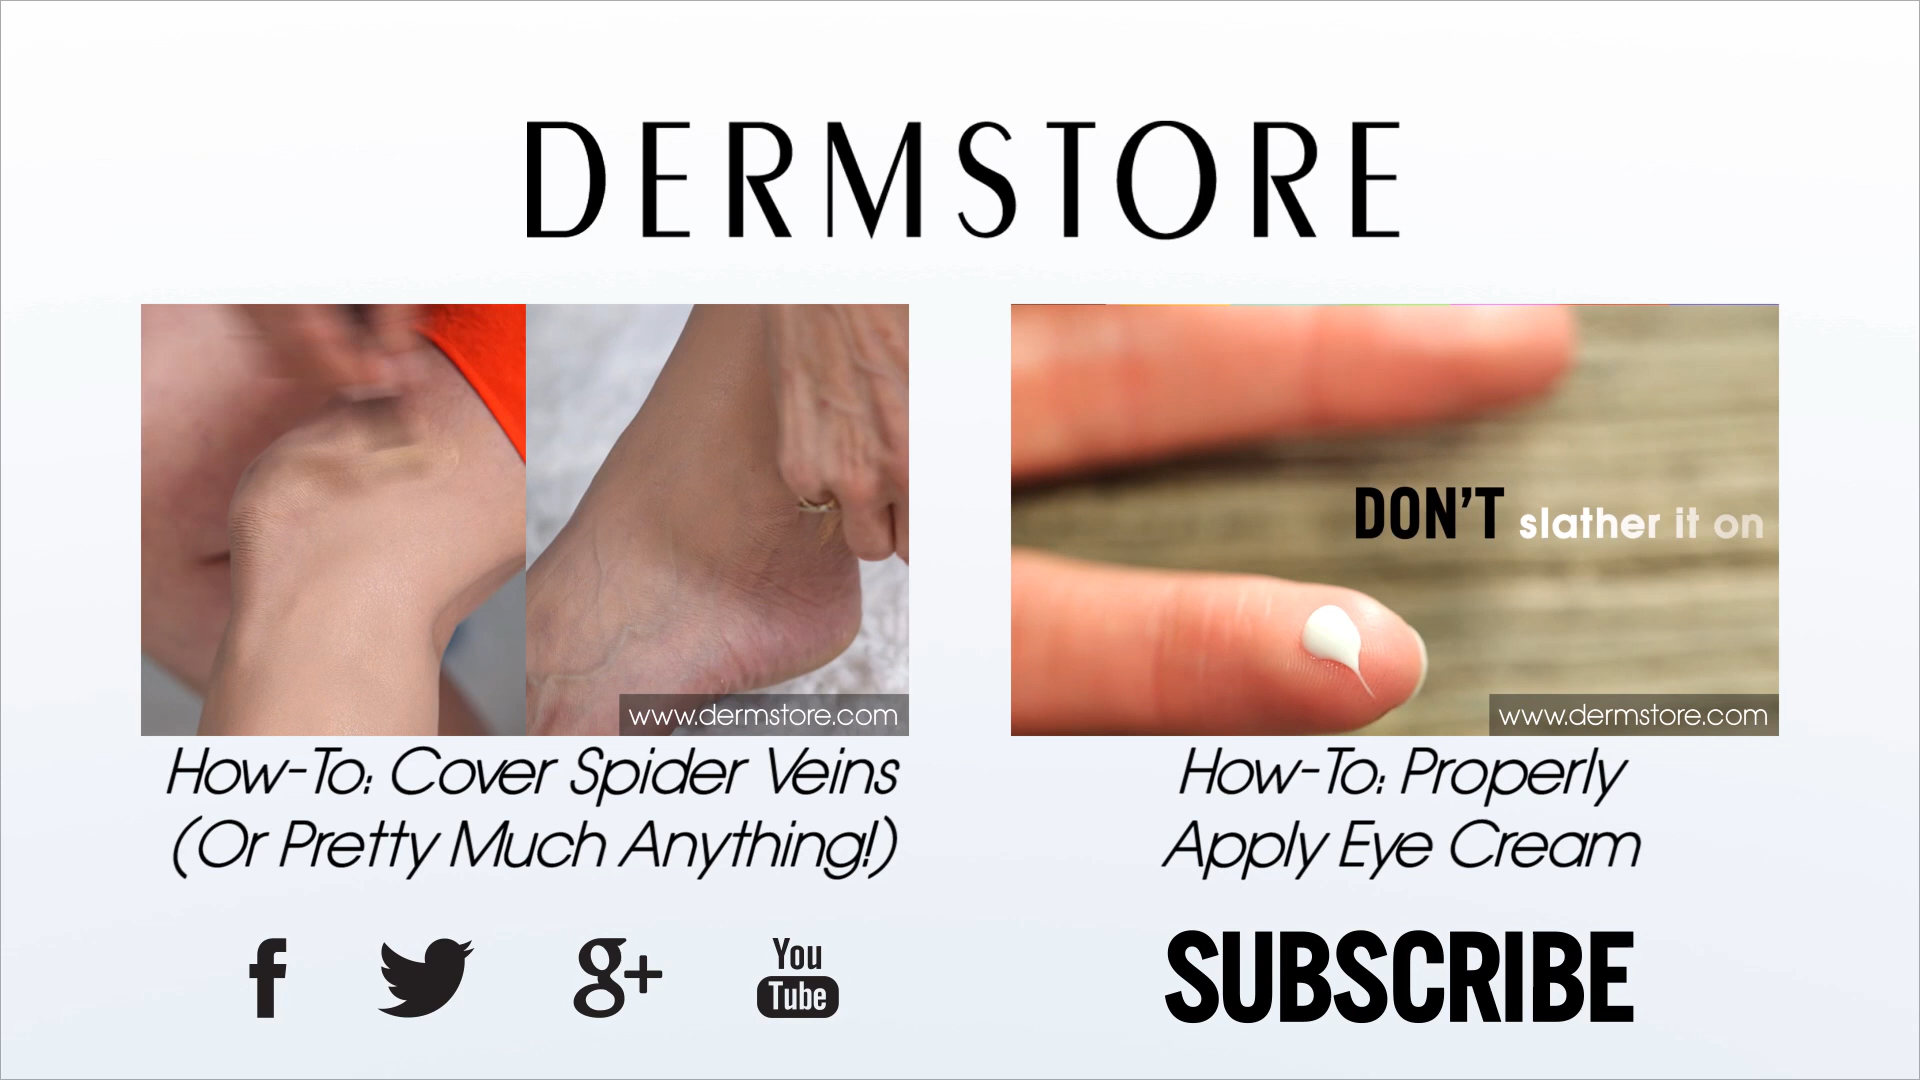 DERMSTORE
DON'T slather it on
www.dermstore.com
www.dermstore.com
How-To: Cover Spider Veins
(Or Pretty Much Anything!)
How-To: Properly
Apply Eye Cream
f
g+
You
Tube
SUBSCRIBE